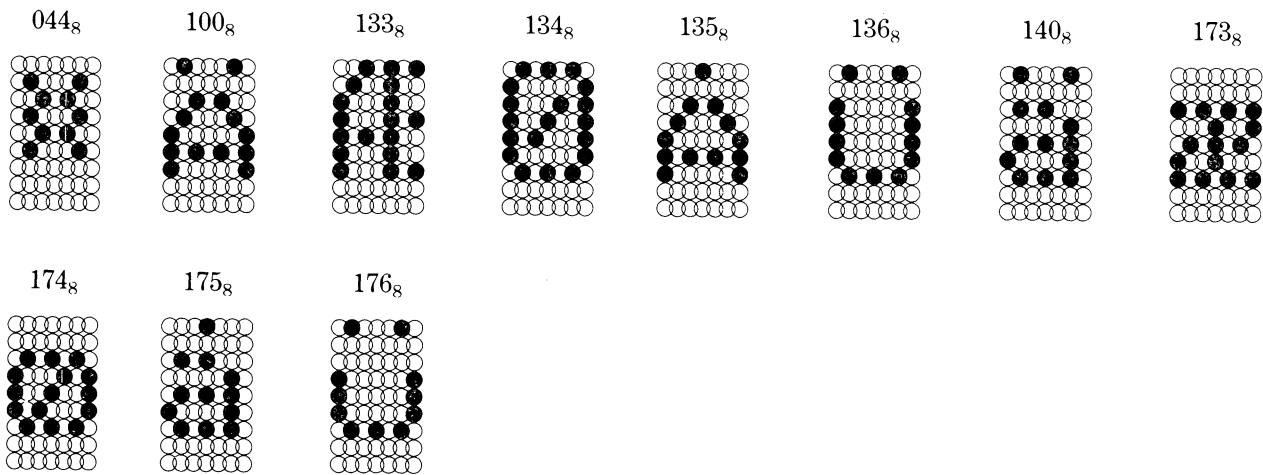 044₈ 100₈ 133₈ 134₈ 135₈ 136₈ 140₈ 173₈
¤ Ä Æ Ø Å Ü ä æ
174₈ 175₈ 176₈
ø å ü